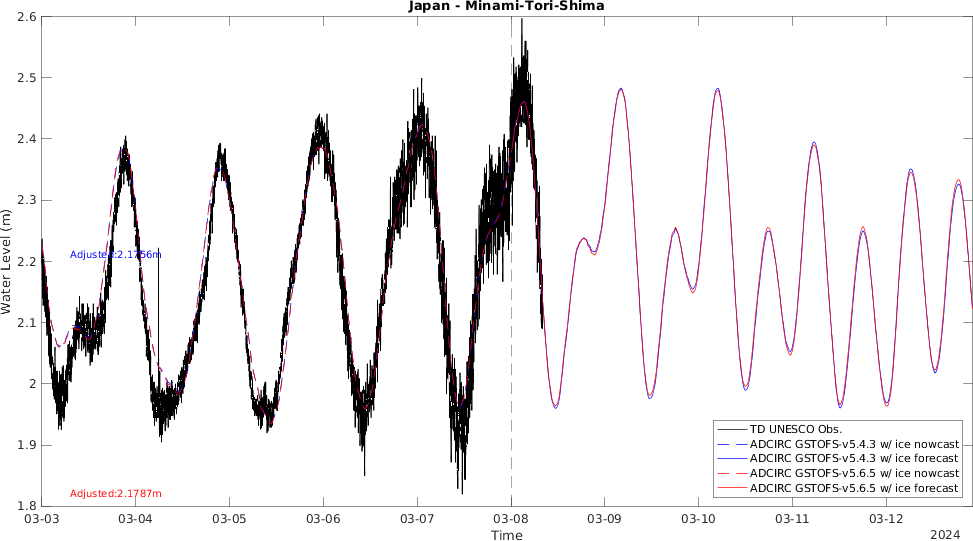 Japan - Minami-Tori-Shima
2.6
2.5
2.4
2.3
2.2
2.1
2
1.9
1.8
Water Level (m)
Adjusted:2.1756m
Adjusted:2.1787m
TD UNESCO Obs.
ADCIRC GSTOFS-v5.4.3 w/ ice nowcast
ADCIRC GSTOFS-v5.4.3 w/ ice forecast
ADCIRC GSTOFS-v5.6.5 w/ ice nowcast
ADCIRC GSTOFS-v5.6.5 w/ ice forecast
03-03 03-04 03-05 03-06 03-07 03-08 03-09 03-10 03-11 03-12
Time
2024